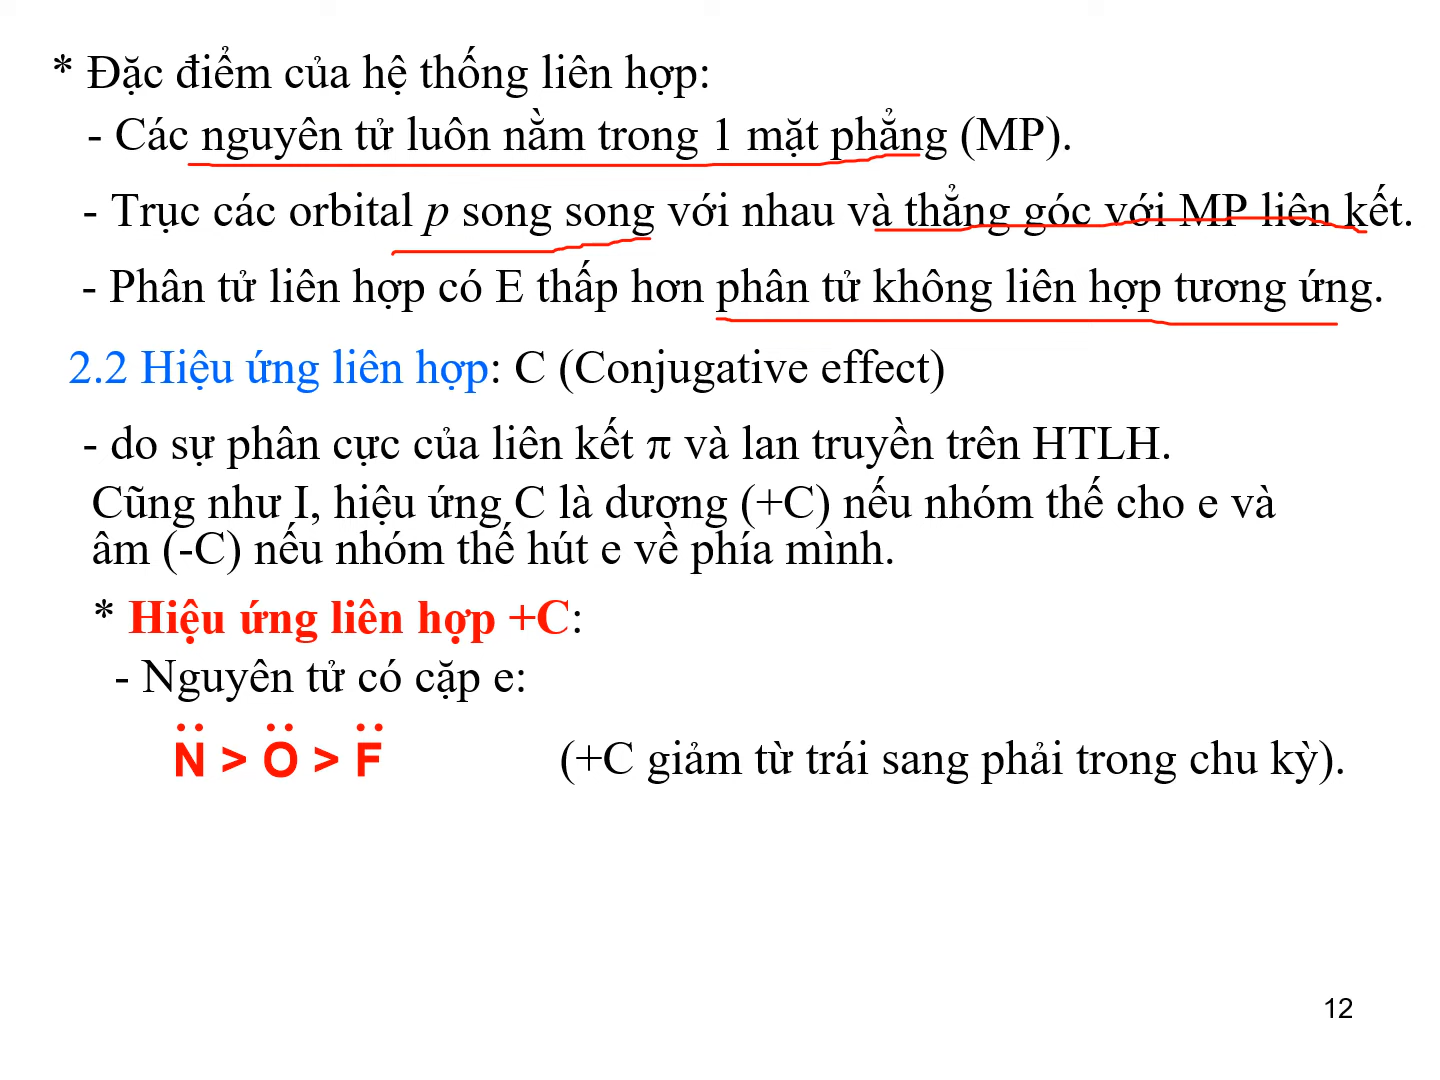 * Đặc điểm của hệ thống liên hợp:
- Các nguyên tử luôn nằm trong 1 mặt phẳng (MP).
- Trục các orbital p song song với nhau và thẳng góc với MP liên kết.
- Phân tử liên hợp có E thấp hơn phân tử không liên hợp tương ứng.
2.2 Hiệu ứng liên hợp: C (Conjugative effect)
- do sự phân cực của liên kết π và lan truyền trên HTLH.
Cũng như I, hiệu ứng C là dương (+C) nếu nhóm thế cho e và
âm (-C) nếu nhóm thế hút e về phía mình.
* Hiệu ứng liên hợp +C:
- Nguyên tử có cặp e:
N̈ > Ö > F̈ (+C giảm từ trái sang phải trong chu kỳ).
12